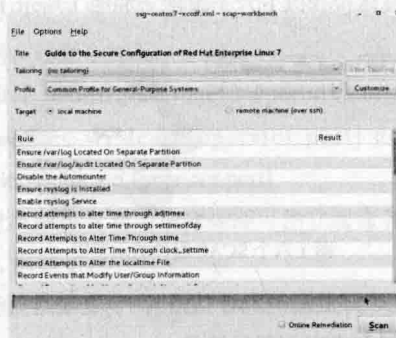 ssg-centos7-xccdf.xml - scap-workbench
File Options Help
Title Guide to the Secure Configuration of Red Hat Enterprise Linux 7
Tailoring (no tailoring) Save Tailoring
Profile Common Profile for General-Purpose Systems Customize
Target local machine remote machine (over ssh)
Rule Result
Ensure /var/log Located On Separate Partition
Ensure /var/log/audit Located On Separate Partition
Disable the Automounter
Ensure rsyslog is Installed
Enable rsyslog Service
Record attempts to alter time through adjtimex
Record attempts to alter time through settimeofday
Record Attempts to Alter Time Through stime
Record Attempts to Alter Time Through clock_settime
Record Attempts to Alter the localtime File
Record Events that Modify User/Group Information
Online Remediation Scan